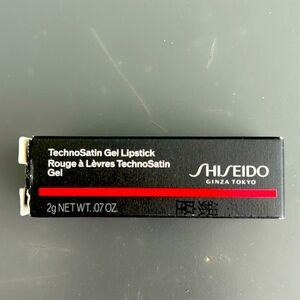 TechnoSatin Gel Lipstick
Rouge à Lèvres TechnoSatin
Gel
SHISEIDO
GINZA TOKYO
2g NET WT. .07 OZ.